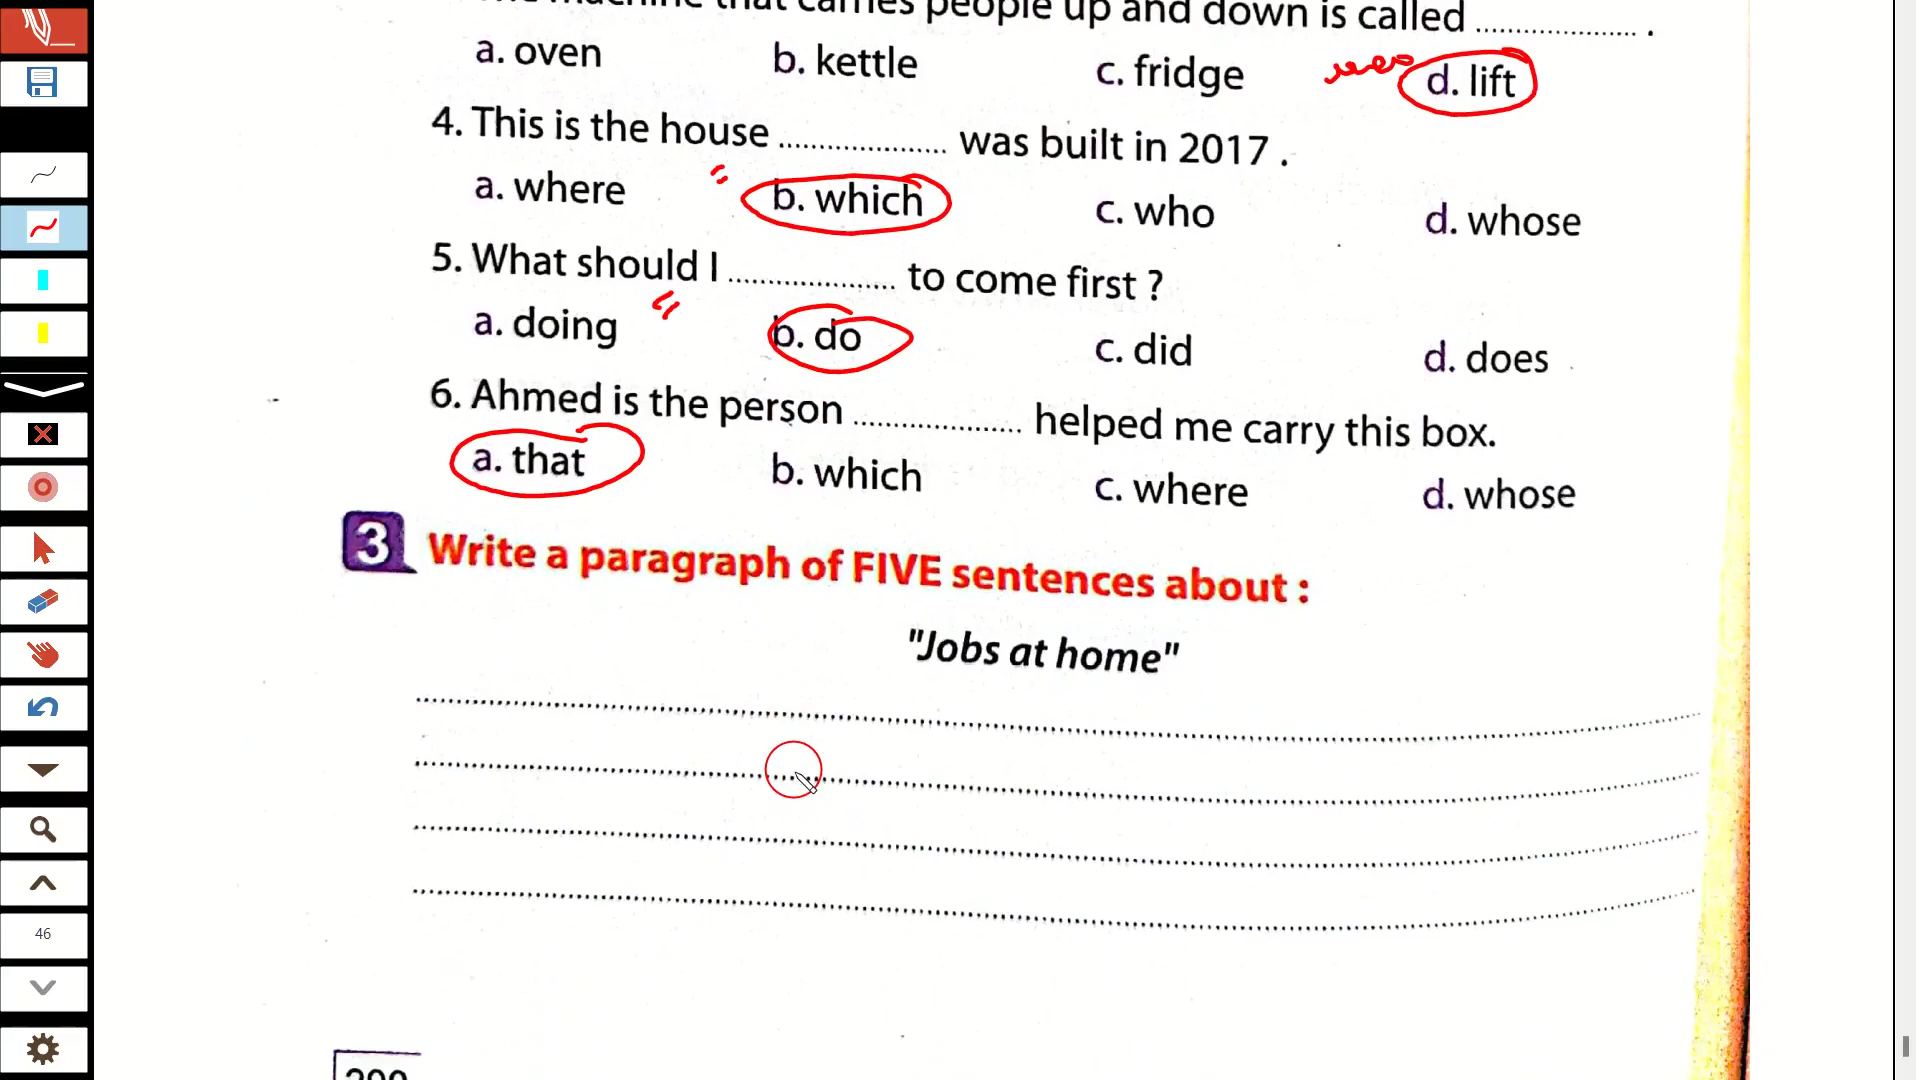 machine that carries people up and down is called .................... .
a. oven b. kettle c. fridge d. lift
4. This is the house .................... was built in 2017 .
a. where b. which c. who d. whose
5. What should I .................... to come first ?
a. doing b. do c. did d. does
6. Ahmed is the person .................... helped me carry this box.
a. that b. which c. where d. whose
3 Write a paragraph of FIVE sentences about :
"Jobs at home"
46